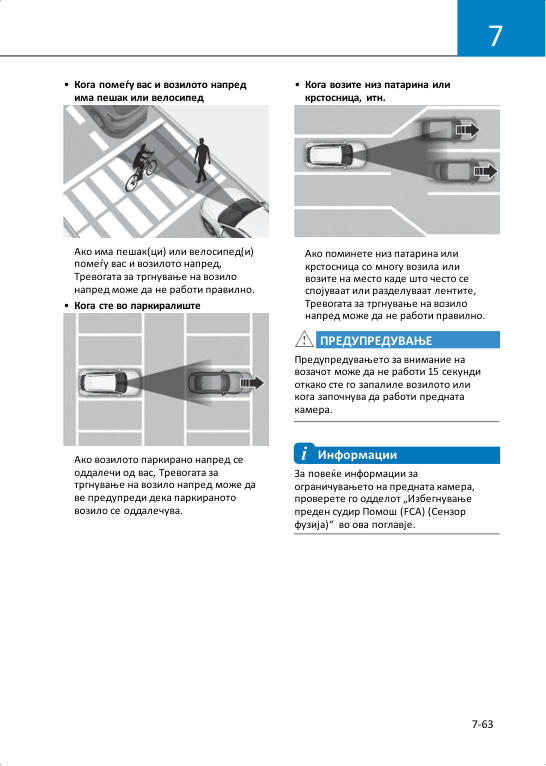 7
• Кога помеѓу вас и возилото напред
има пешак или велосипед
Ако има пешак(ци) или велосипед(и)
помеѓу вас и возилото напред,
Тревогата за тргнување на возило
напред може да не работи правилно.
• Кога сте во паркиралиште
Ако возилото паркирано напред се
оддалечи од вас, Тревогата за
тргнување на возило напред може да
ве предупреди дека паркираното
возило се оддалечува.
• Кога возите низ патарина или
крстосница, итн.
Ако поминете низ патарина или
крстосница со многу возила или
возите на место каде што често се
спојуваат или разделуваат лентите,
Тревогата за тргнување на возило
напред може да не работи правилно.
ПРЕДУПРЕДУВАЊЕ
Предупредувањето за внимание на
возачот може да не работи 15 секунди
откако сте го запалиле возилото или
кога започнува да работи предната
камера.
i Информации
За повеќе информации за
ограничувањето на предната камера,
проверете го одделот „Избегнување
преден судир Помош (FCA) (Сензор
фузија)“ во ова поглавје.
7-63